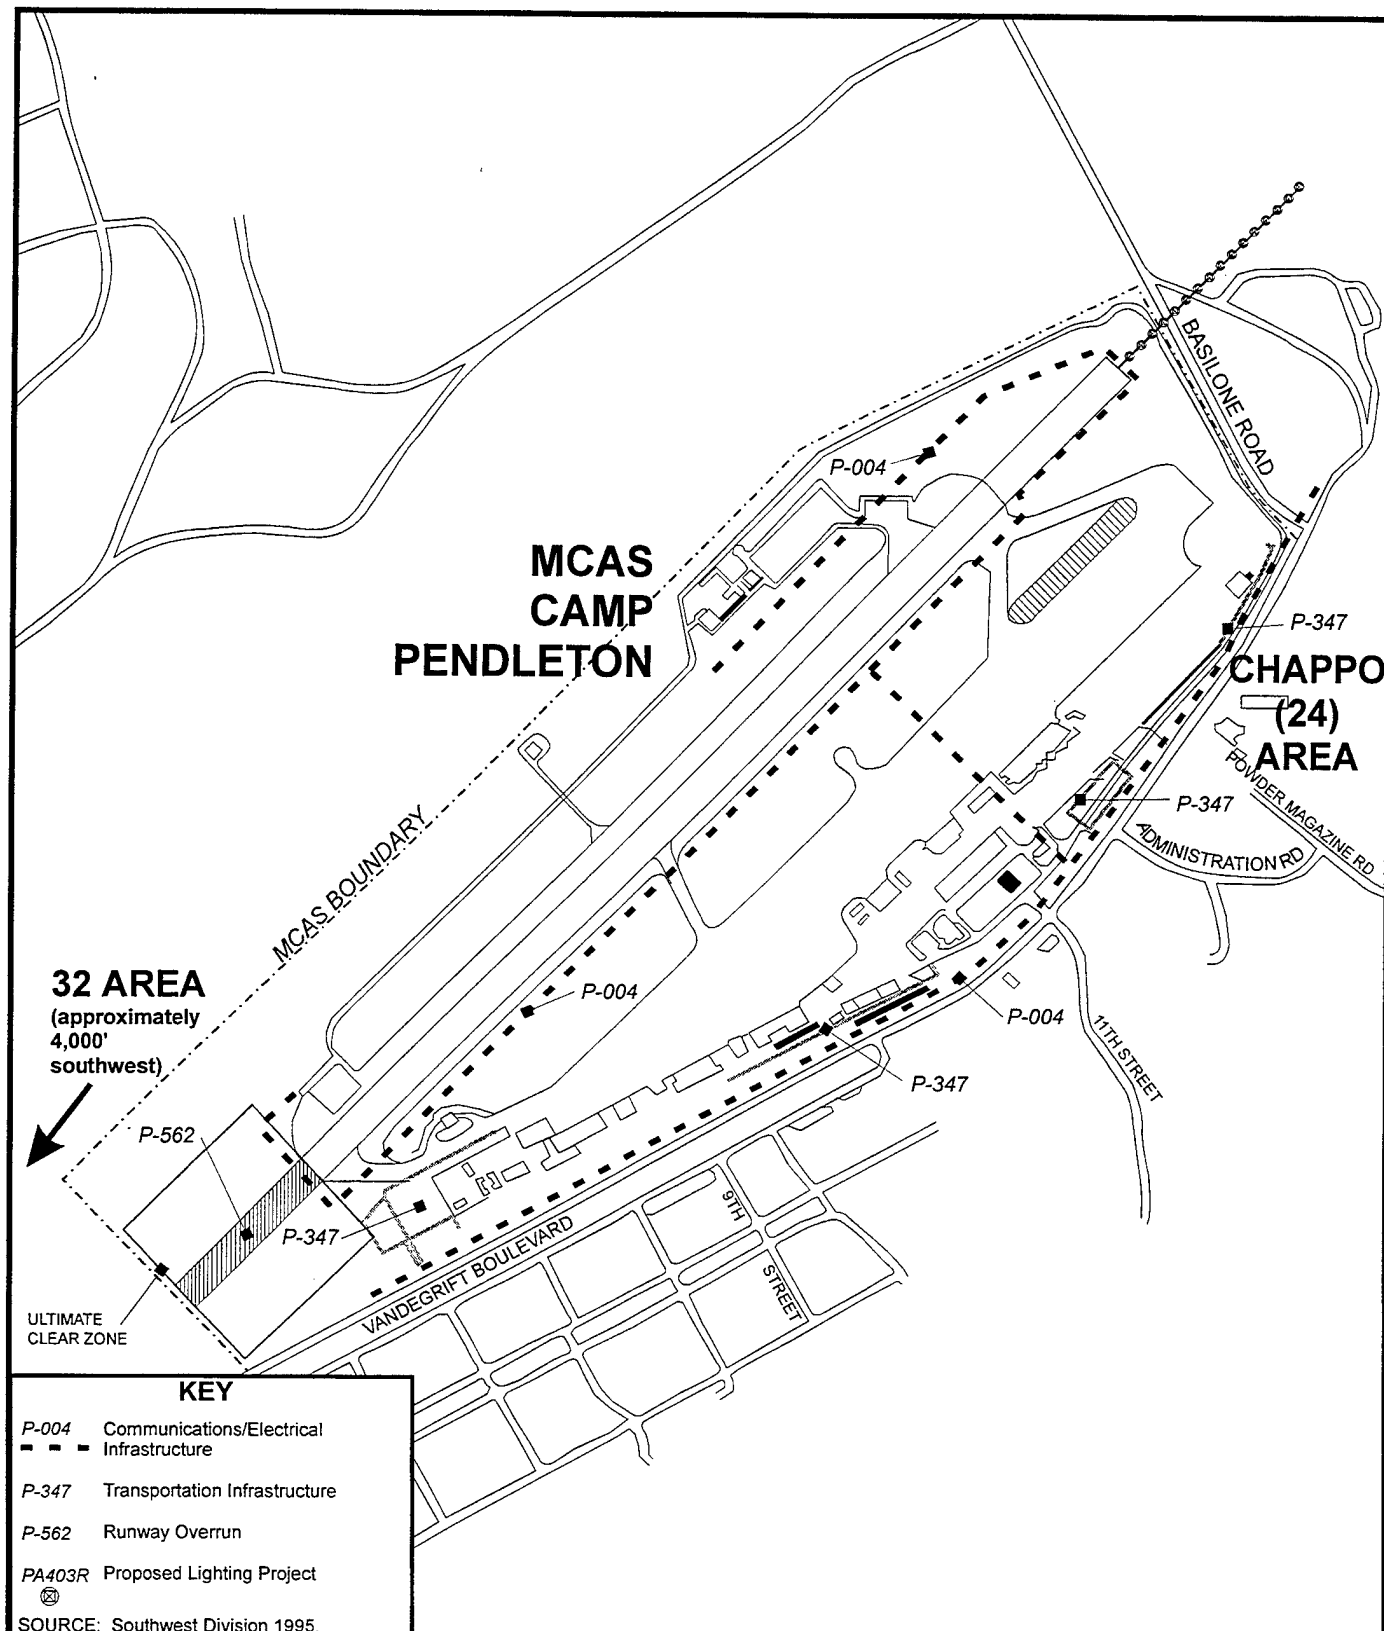 BASILONE ROAD
P-004
MCAS
CAMP
PENDLETON
P-347
CHAPPO
(24)
AREA
POWDER MAGAZINE RD
P-347
ADMINISTRATION RD
MCAS BOUNDARY
32 AREA
(approximately
4,000'
southwest)
P-004
P-004
11TH STREET
P-347
P-562
9TH
STREET
P-347
VANDEGRIFT BOULEVARD
ULTIMATE
CLEAR ZONE
KEY
P-004 Communications/Electrical
Infrastructure
P-347 Transportation Infrastructure
P-562 Runway Overrun
PA403R Proposed Lighting Project
SOURCE: Southwest Division 1995.